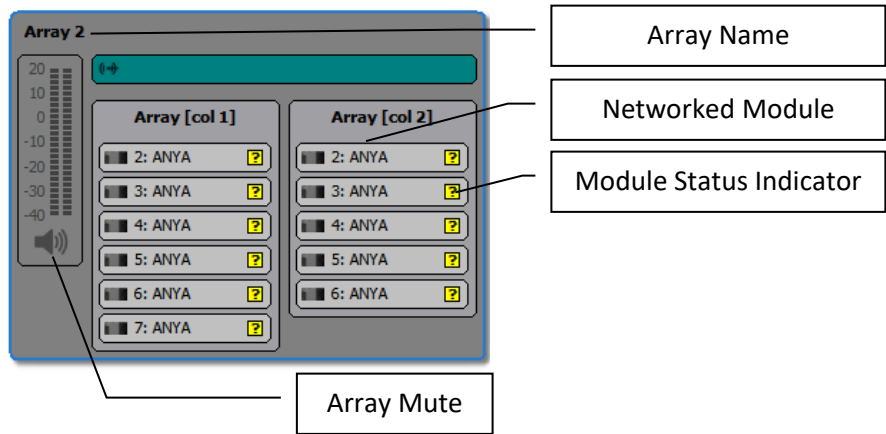 Array 2
20
10
0
-10
-20
-30
-40
Array [col 1]
2: ANYA ?
3: ANYA ?
4: ANYA ?
5: ANYA ?
6: ANYA ?
7: ANYA ?
Array [col 2]
2: ANYA ?
3: ANYA ?
4: ANYA ?
5: ANYA ?
6: ANYA ?
Array Name
Networked Module
Module Status Indicator
Array Mute